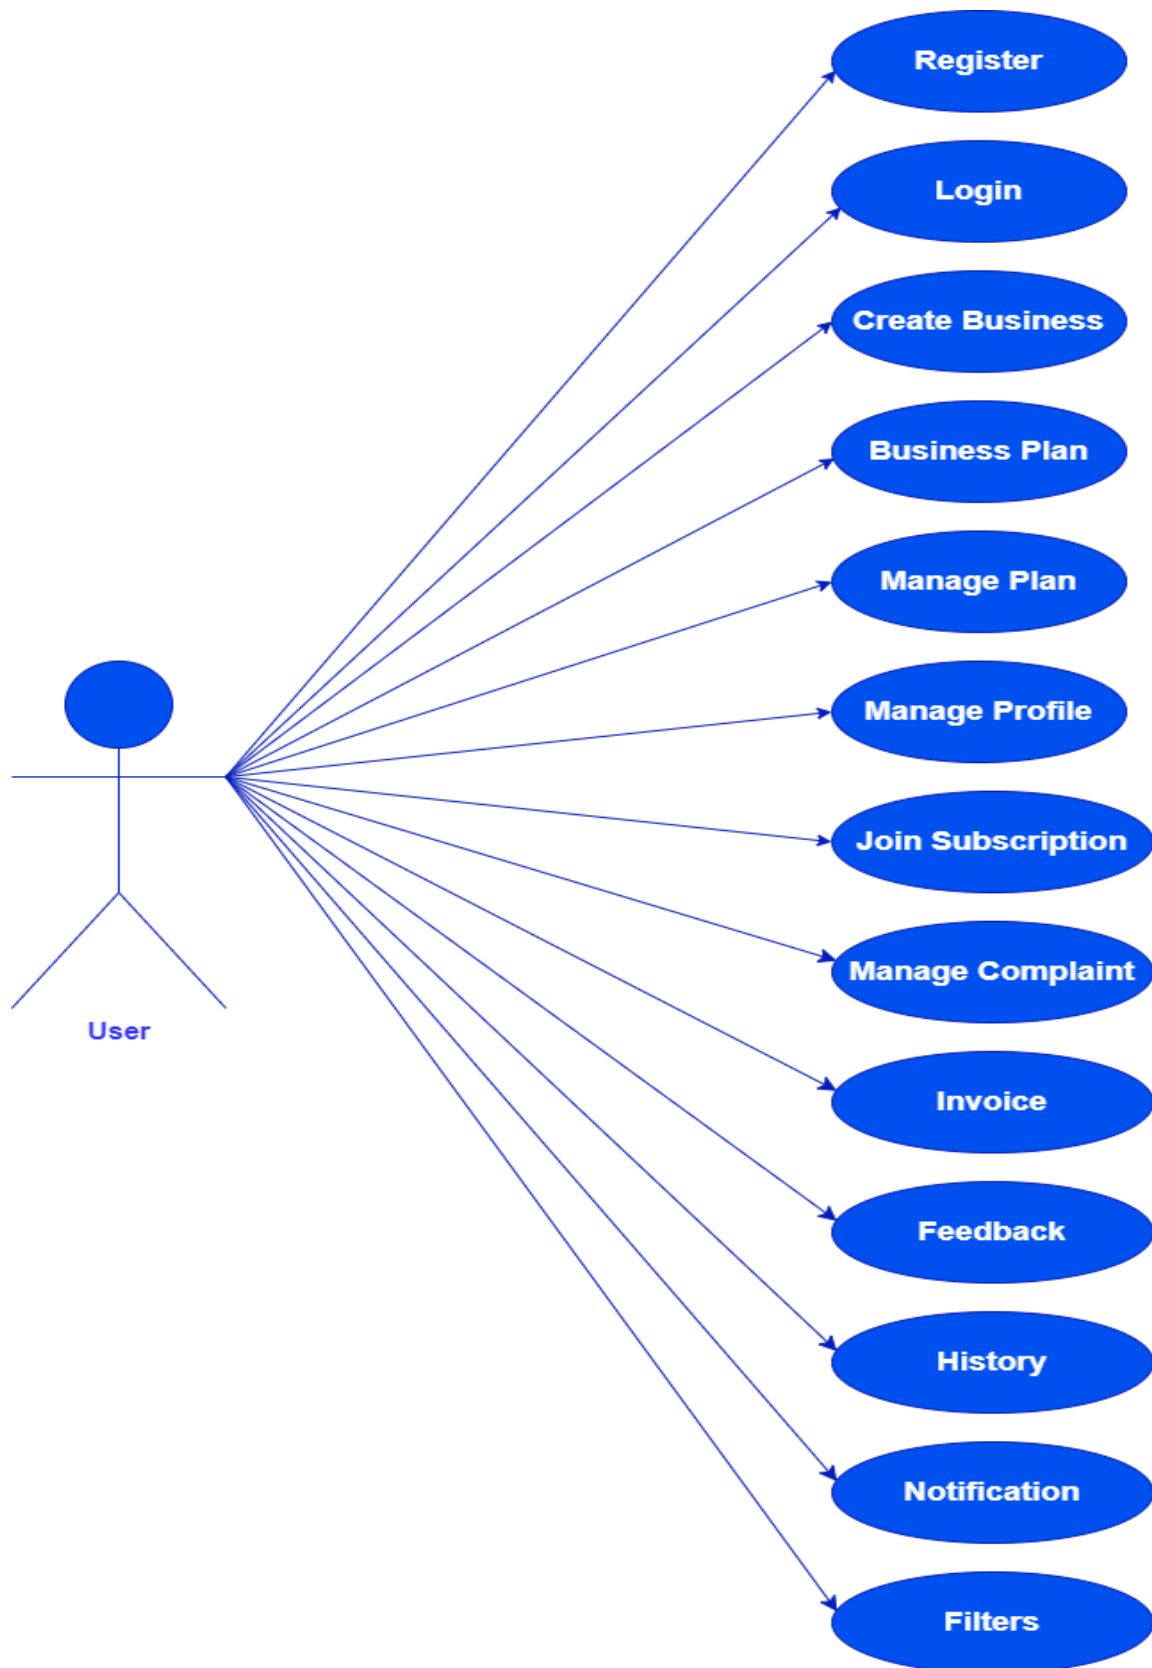 Register
Login
Create Business
Business Plan
Manage Plan
Manage Profile
Join Subscription
Manage Complaint
User
Invoice
Feedback
History
Notification
Filters